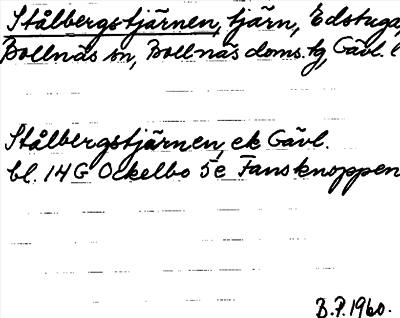 Stålbergstjärnen, tjärn, Edstuga,
Bollnäs sn, Bollnäs doms. tg, Gävl. l
Stålbergstjärnen, ek Gävl.
bl. 14G Ockelbo 5e Fansknoppen
B.P. 1960.